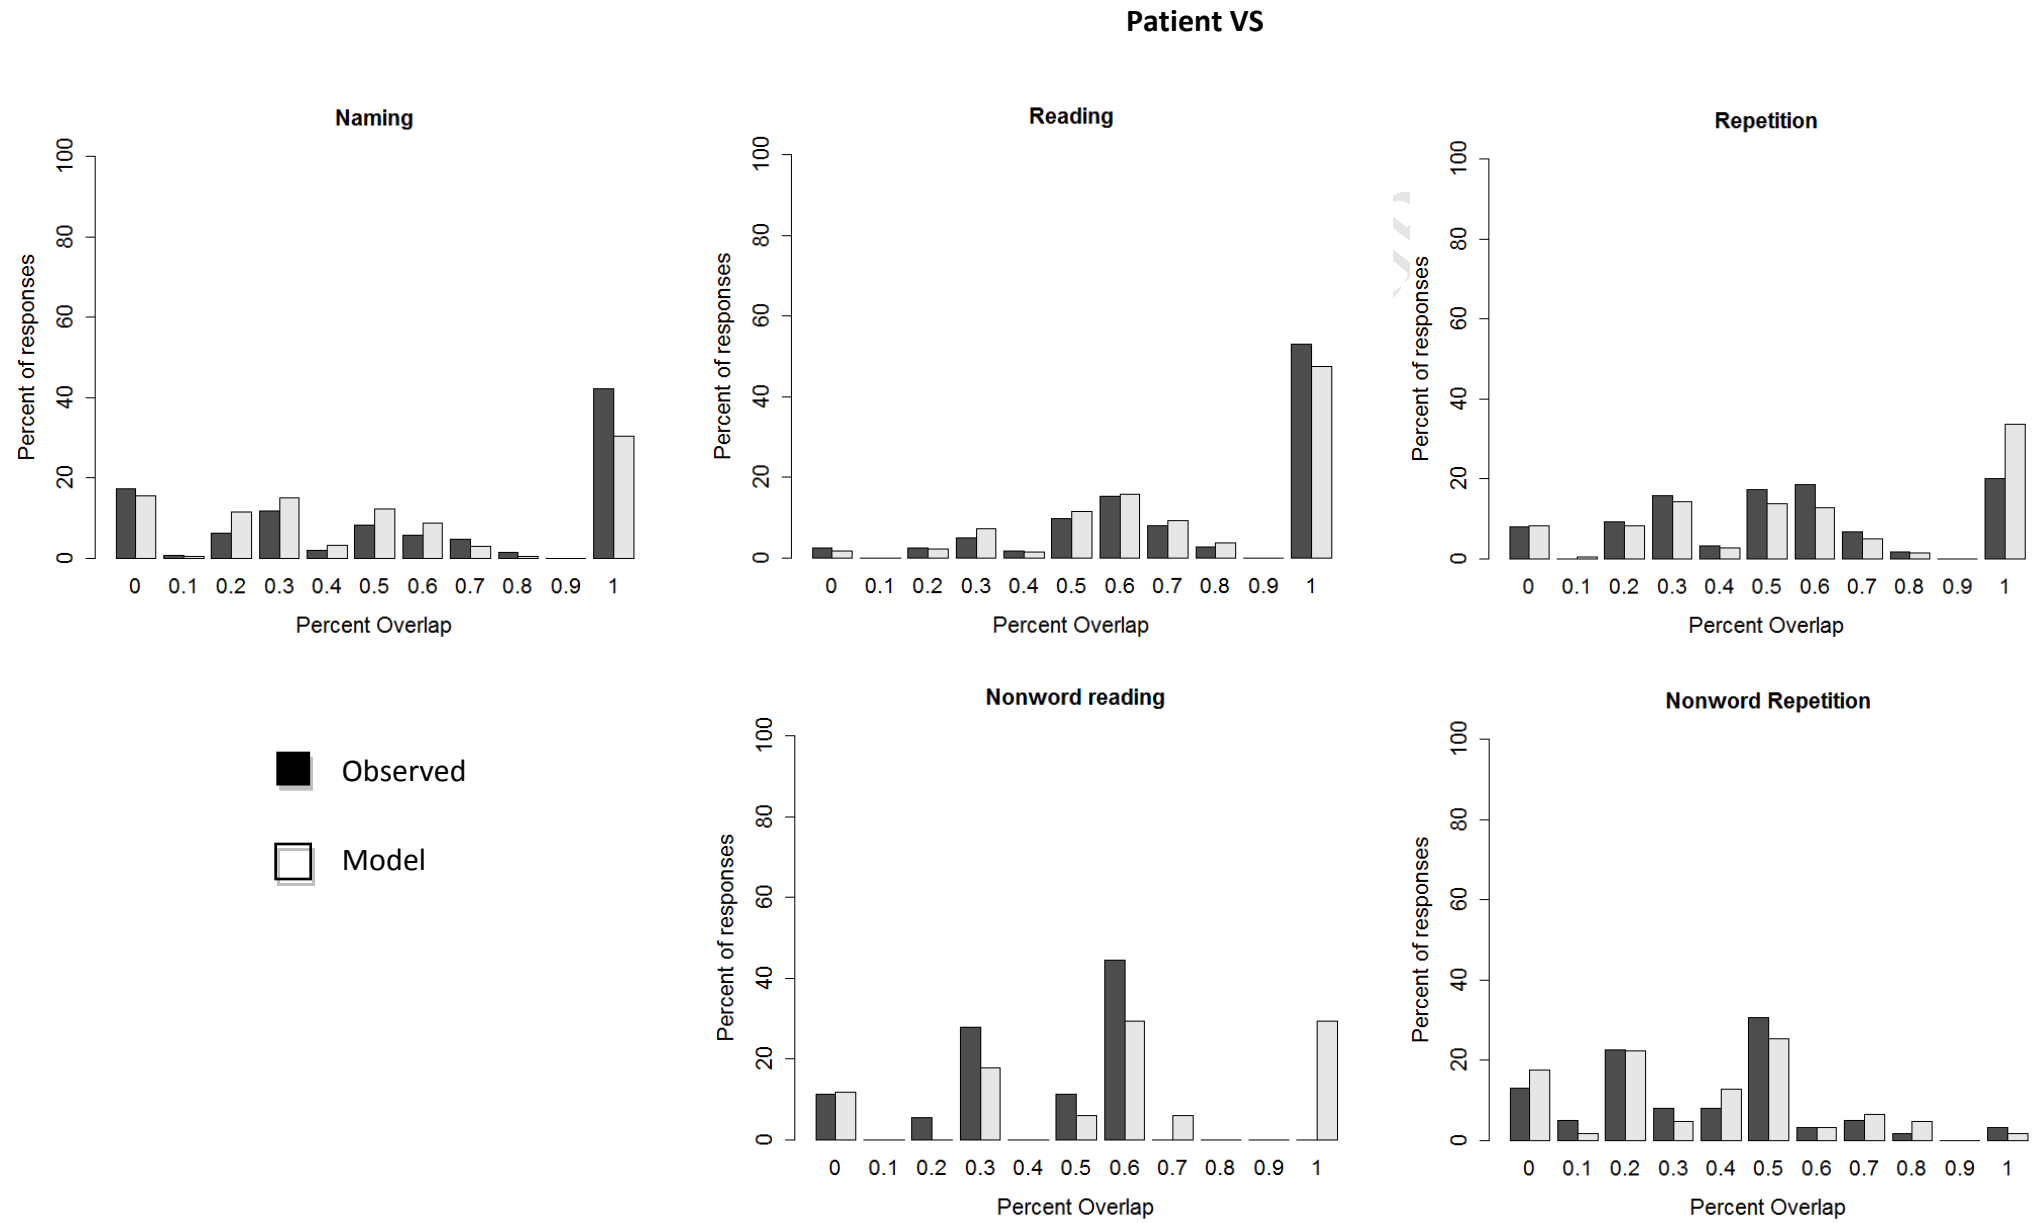 Patient VS
Naming
Percent of responses
0 20 40 60 80 100
0 0.1 0.2 0.3 0.4 0.5 0.6 0.7 0.8 0.9 1
Percent Overlap
Reading
Percent of responses
0 20 40 60 80 100
0 0.1 0.2 0.3 0.4 0.5 0.6 0.7 0.8 0.9 1
Percent Overlap
Repetition
Percent of responses
0 20 40 60 80 100
0 0.1 0.2 0.3 0.4 0.5 0.6 0.7 0.8 0.9 1
Percent Overlap
Observed
Model
Nonword reading
Percent of responses
0 20 40 60 80 100
0 0.1 0.2 0.3 0.4 0.5 0.6 0.7 0.8 0.9 1
Percent Overlap
Nonword Repetition
Percent of responses
0 20 40 60 80 100
0 0.1 0.2 0.3 0.4 0.5 0.6 0.7 0.8 0.9 1
Percent Overlap